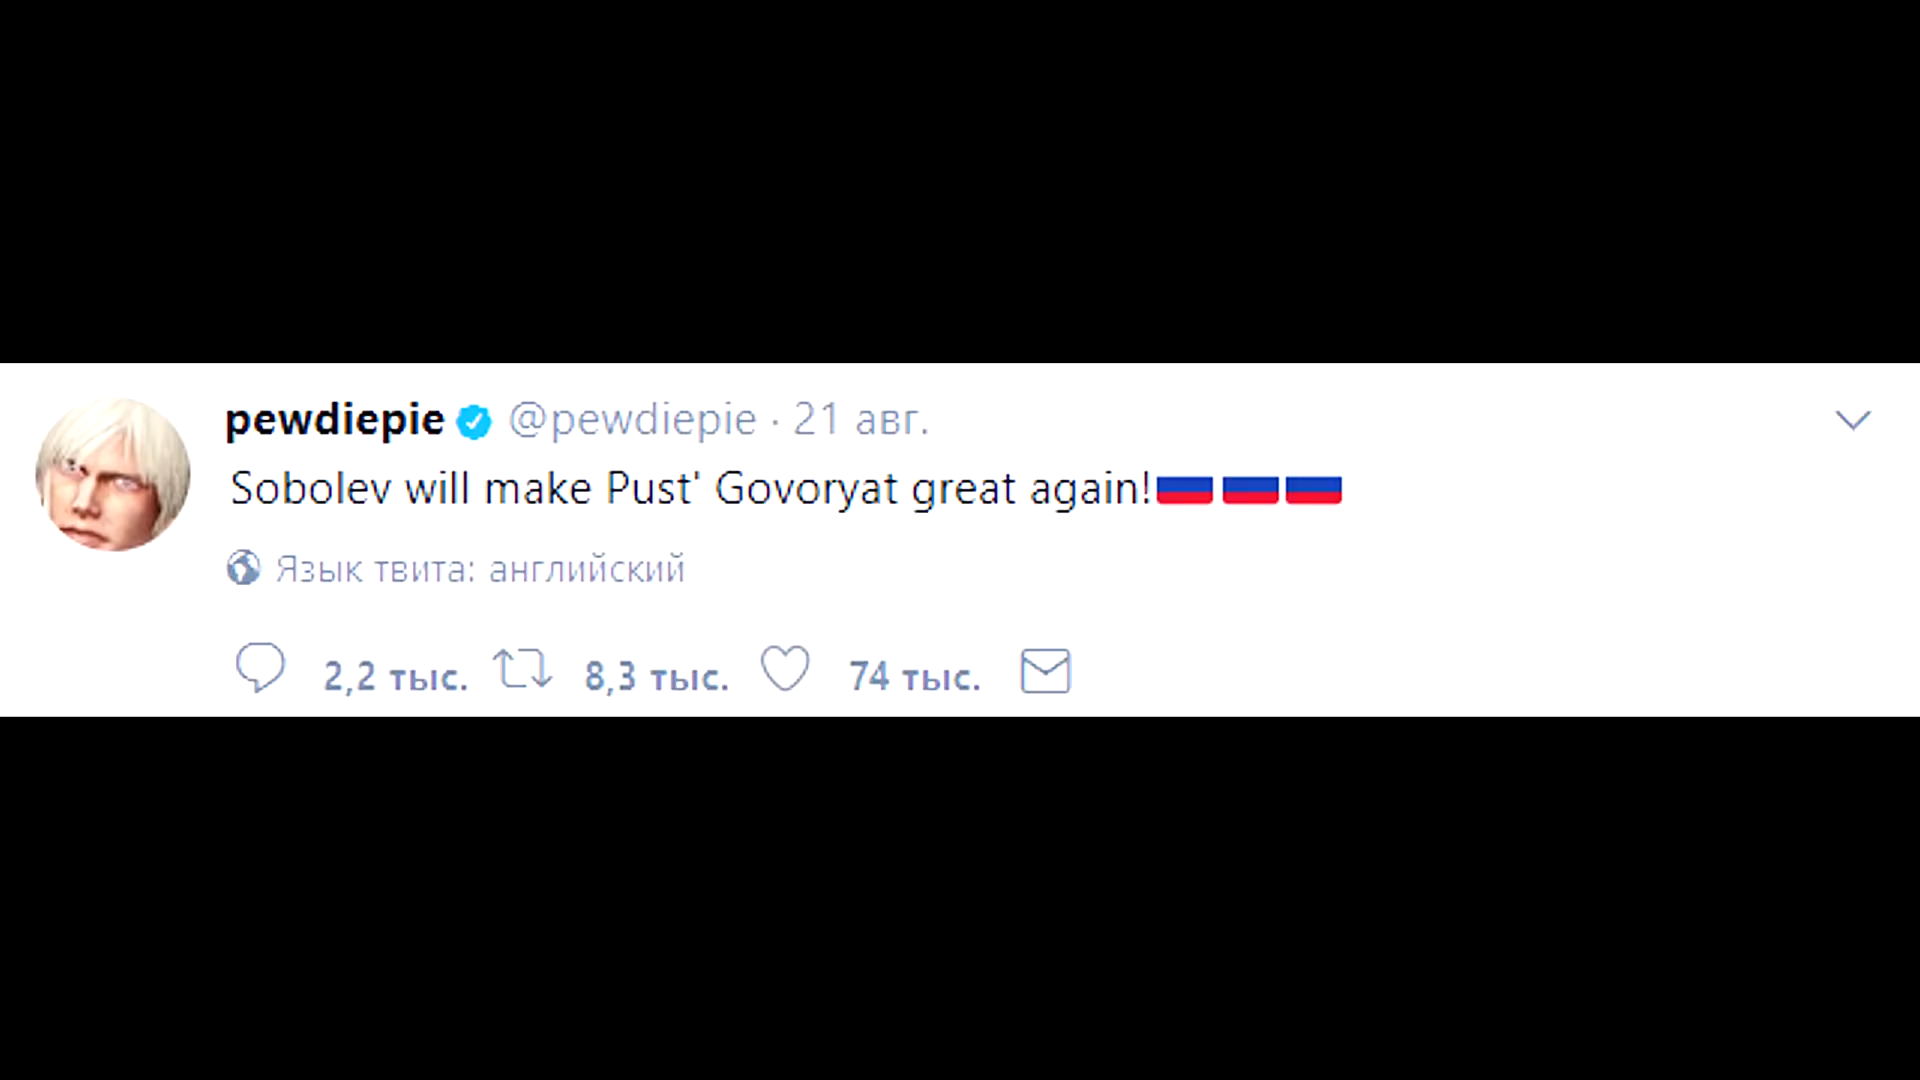 pewdiepie @pewdiepie · 21 авг.
Sobolev will make Pust' Govoryat great again!🇷🇺🇷🇺🇷🇺
Язык твита: английский
2,2 тыс. 8,3 тыс. 74 тыс.